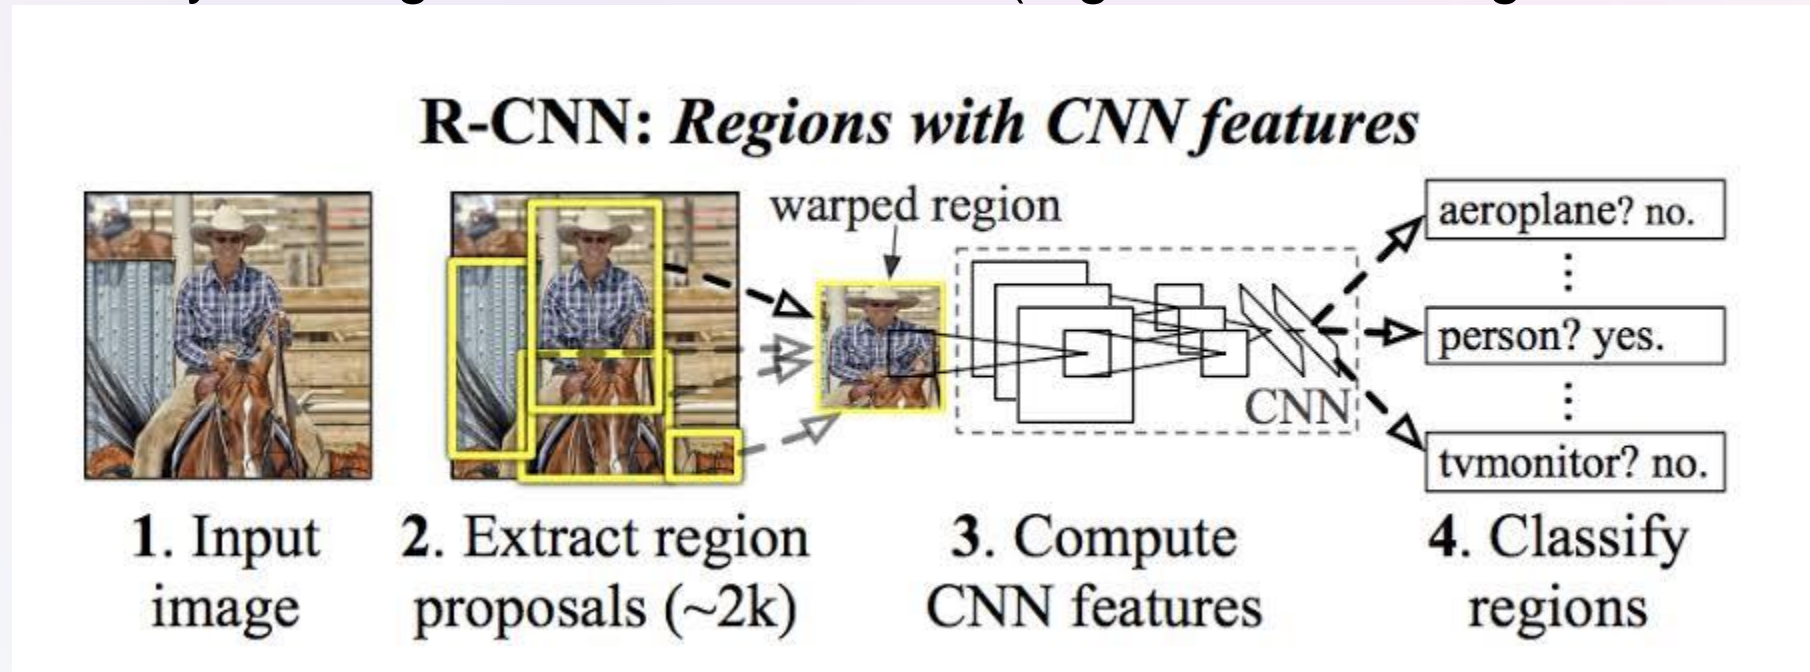 R-CNN: Regions with CNN features
warped region
aeroplane? no.
person? yes.
tvmonitor? no.
CNN
1. Input
image
2. Extract region
proposals (~2k)
3. Compute
CNN features
4. Classify
regions